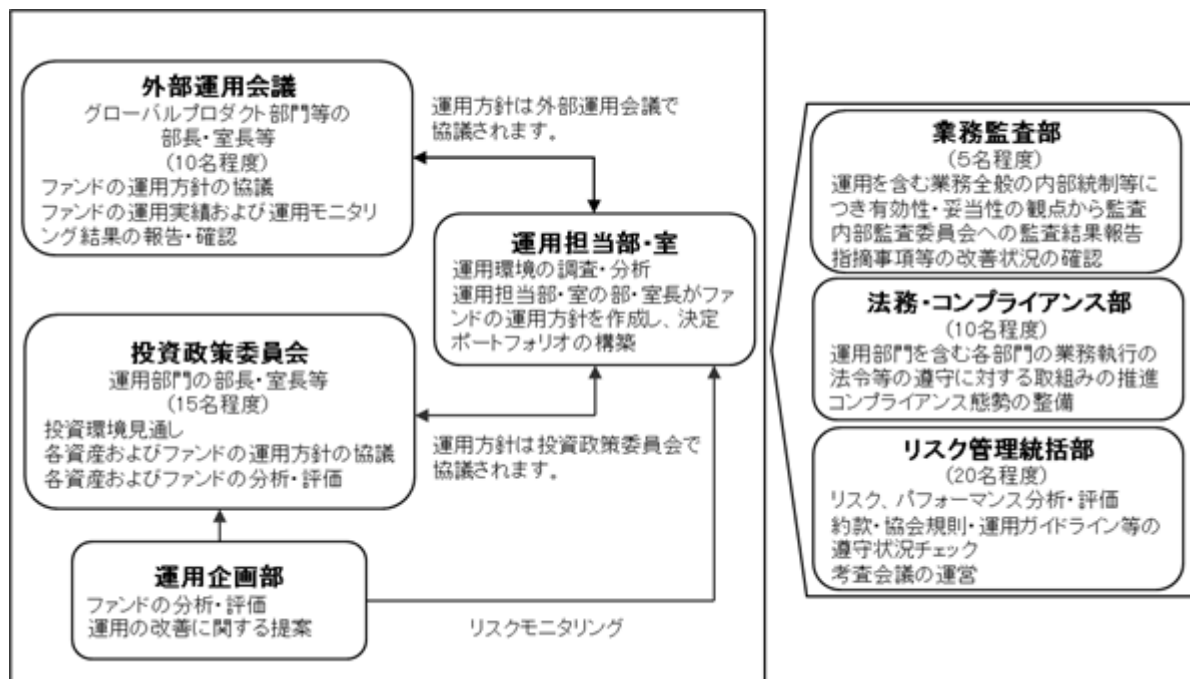 外部運用会議
グローバルプロダクト部門等の
部長・室長等
(10名程度)
ファンドの運用方針の協議
ファンドの運用実績および運用モニタリ
ング結果の報告・確認
運用方針は外部運用会議で
協議されます。
運用担当部・室
運用環境の調査・分析
運用担当部・室の部・室長がファ
ンドの運用方針を作成し、決定
ポートフォリオの構築
投資政策委員会
運用部門の部長・室長等
(15名程度)
投資環境見通し
各資産およびファンドの運用方針の協議
各資産およびファンドの分析・評価
運用方針は投資政策委員会で
協議されます。
運用企画部
ファンドの分析・評価
運用の改善に関する提案
リスクモニタリング
業務監査部
(5名程度)
運用を含む業務全般の内部統制等に
つき有効性・妥当性の観点から監査
内部監査委員会への監査結果報告
指摘事項等の改善状況の確認
法務・コンプライアンス部
(10名程度)
運用部門を含む各部門の業務執行の
法令等の遵守に対する取組みの推進
コンプライアンス態勢の整備
リスク管理統括部
(20名程度)
リスク、パフォーマンス分析・評価
約款・協会規則・運用ガイドライン等の
遵守状況チェック
考査会議の運営